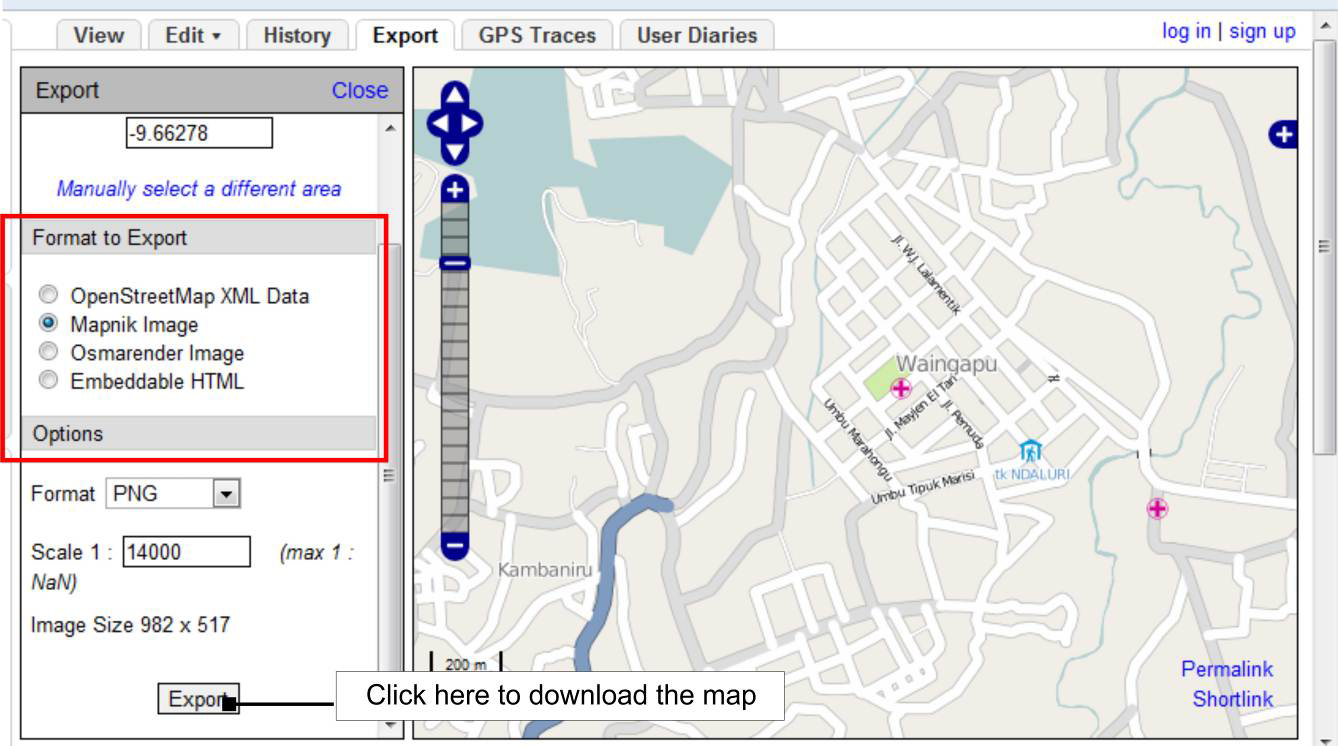 View
Edit
History
Export
GPS Traces
User Diaries
log in | sign up
Export
Close
-9.66278
Manually select a different area
Format to Export
OpenStreetMap XML Data
Mapnik Image
Osmarender Image
Embeddable HTML
Options
Format PNG
Scale 1 : 14000 (max 1 :
NaN)
Image Size 982 x 517
Export
Click here to download the map
Jl. W.J. Lalamentik
Waingapu
Jl. Mayjen El Tari
Jl. Pemuda
Umbu Marahongu
Umbu Tipuk Marisi
tk NDALURI
Kambaniru
200 m
Permalink
Shortlink